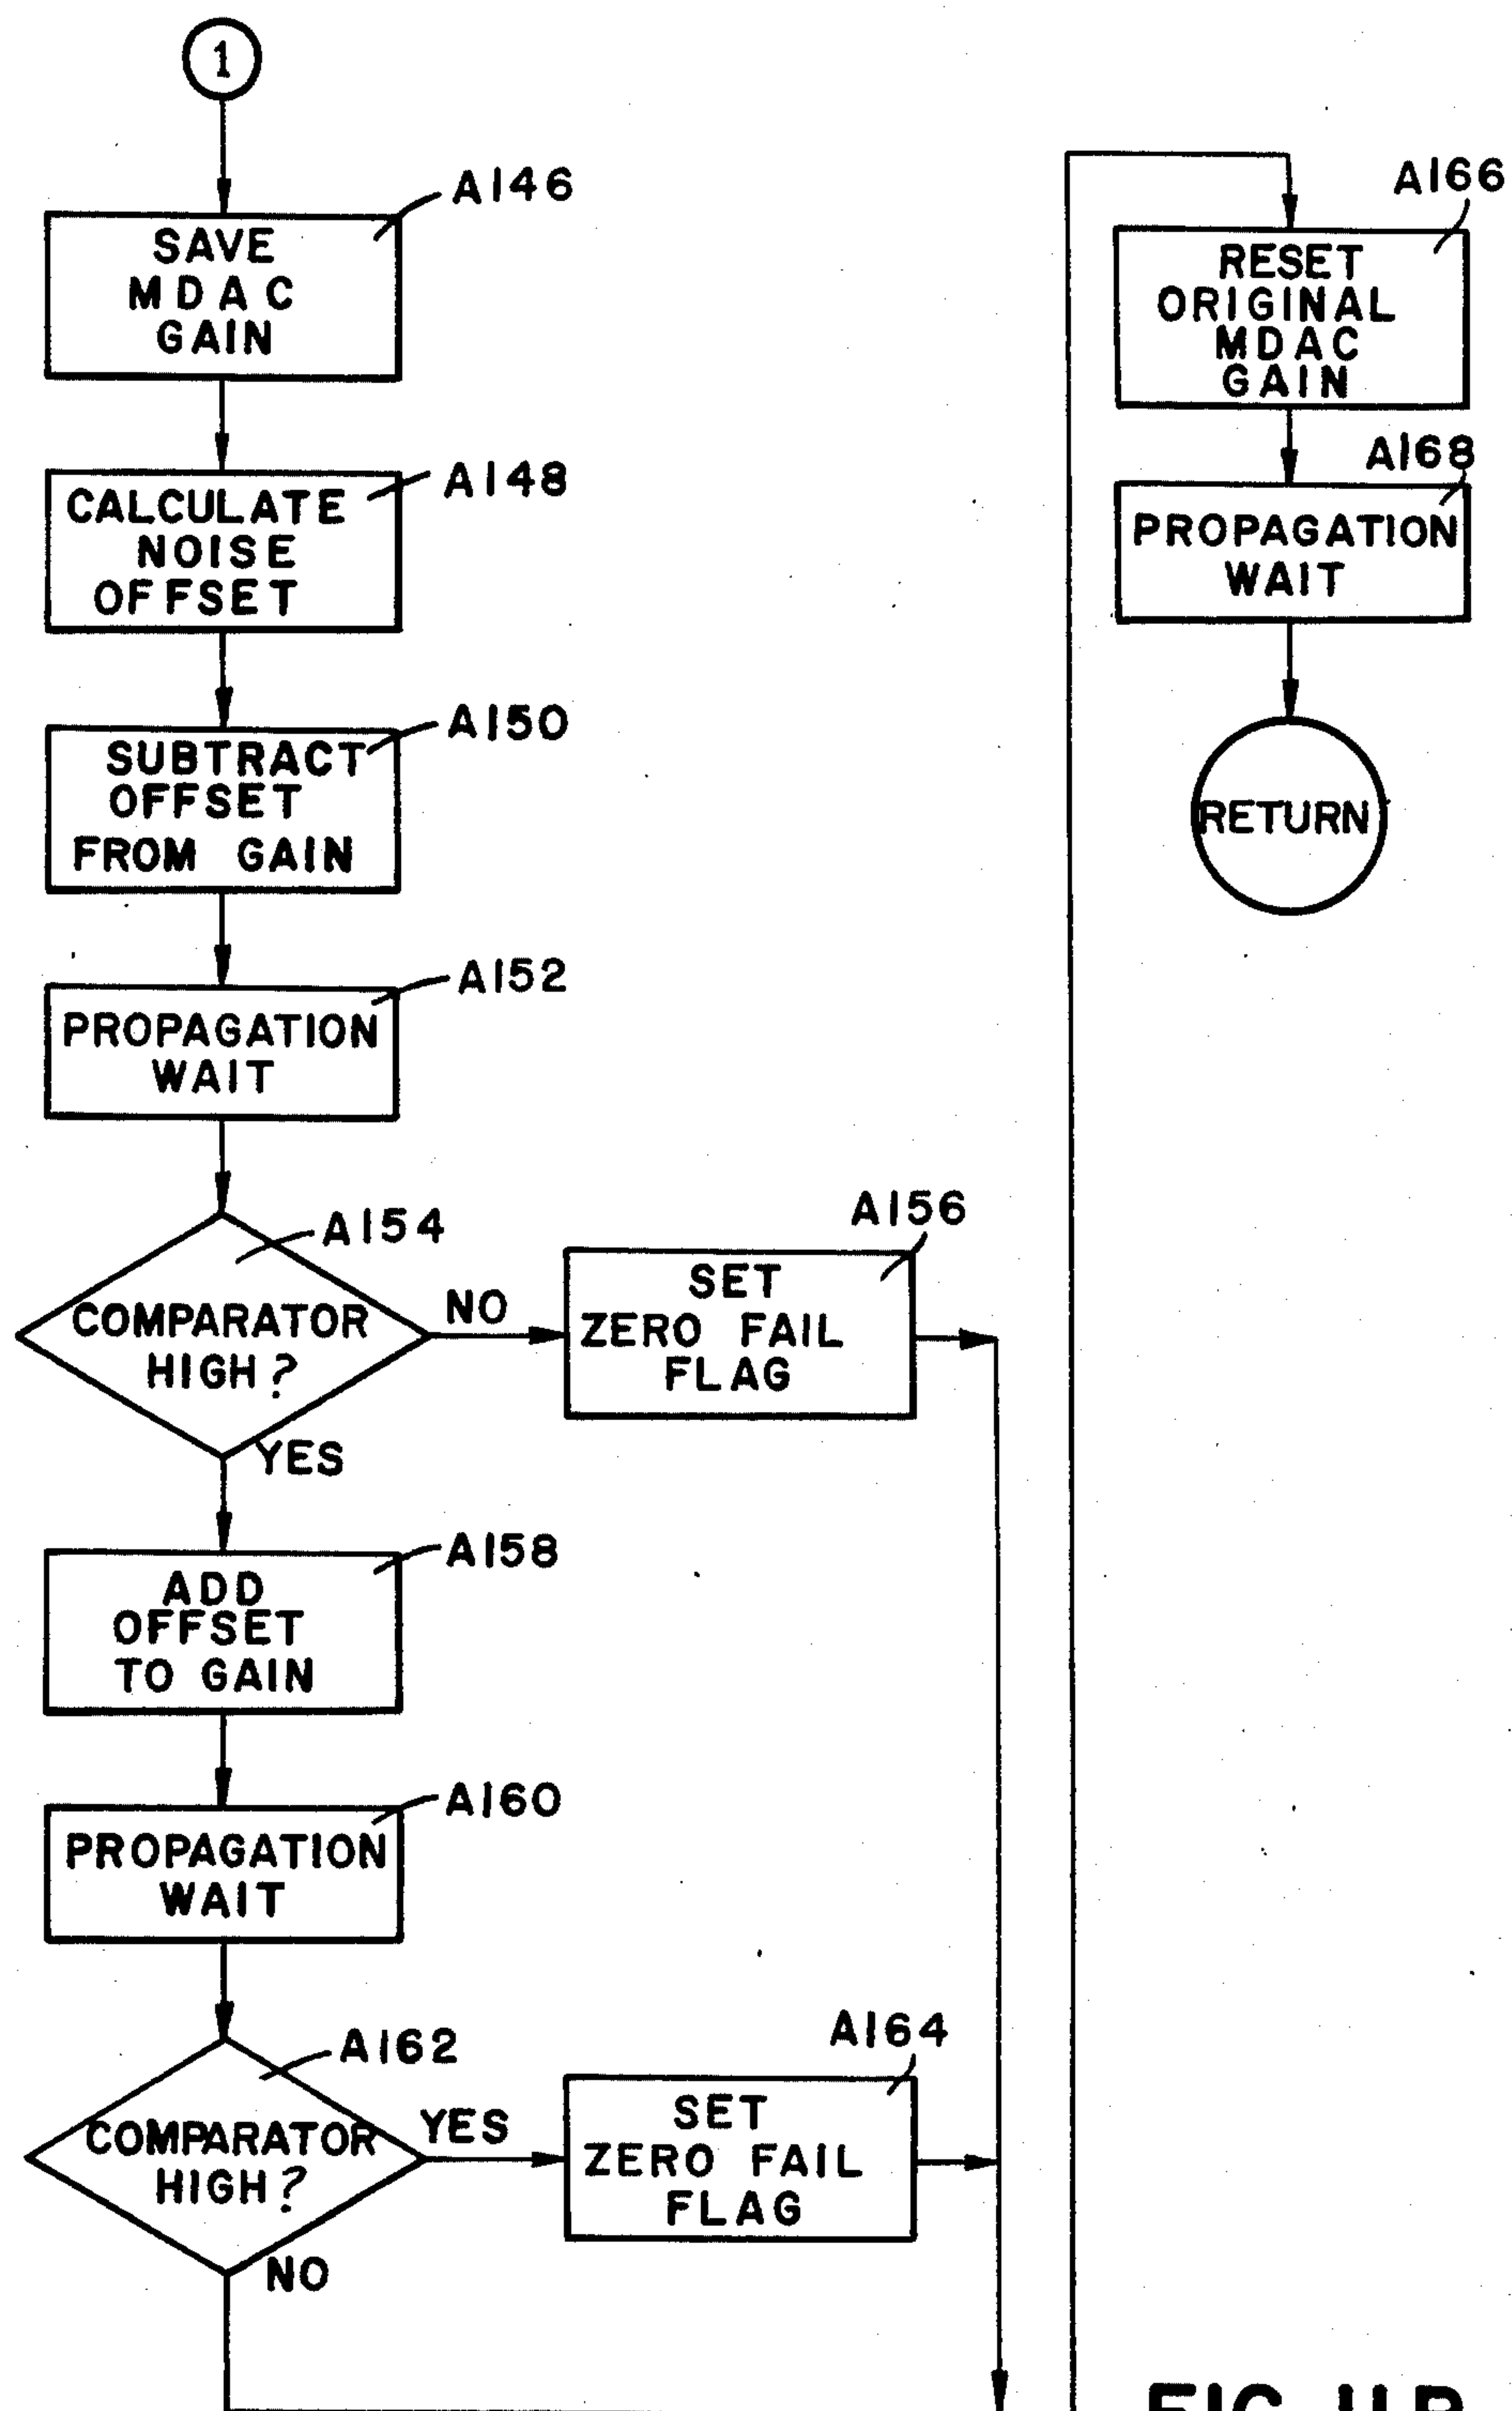 1
A146
SAVE
MDAC
GAIN
A148
CALCULATE
NOISE
OFFSET
A150
SUBTRACT
OFFSET
FROM GAIN
A152
PROPAGATION
WAIT
A154
COMPARATOR
HIGH?
NO
YES
A156
SET
ZERO FAIL
FLAG
A158
ADD
OFFSET
TO GAIN
A160
PROPAGATION
WAIT
A162
COMPARATOR
HIGH?
YES
NO
A164
SET
ZERO FAIL
FLAG
A166
RESET
ORIGINAL
MDAC
GAIN
A168
PROPAGATION
WAIT
RETURN